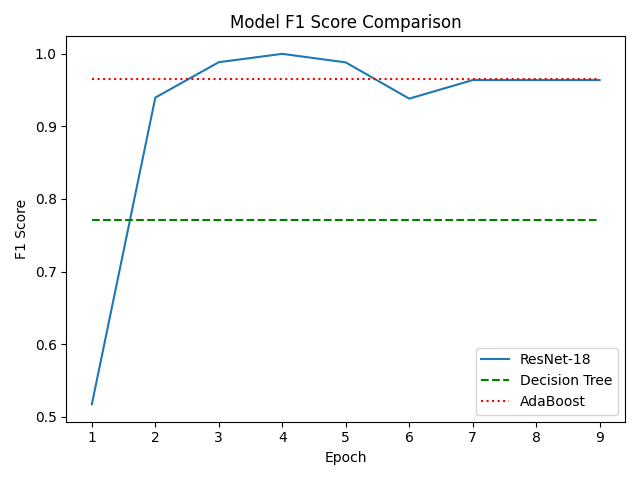 Model F1 Score Comparison
F1 Score
1.0
0.9
0.8
0.7
0.6
0.5
ResNet-18
Decision Tree
AdaBoost
1 2 3 4 5 6 7 8 9
Epoch